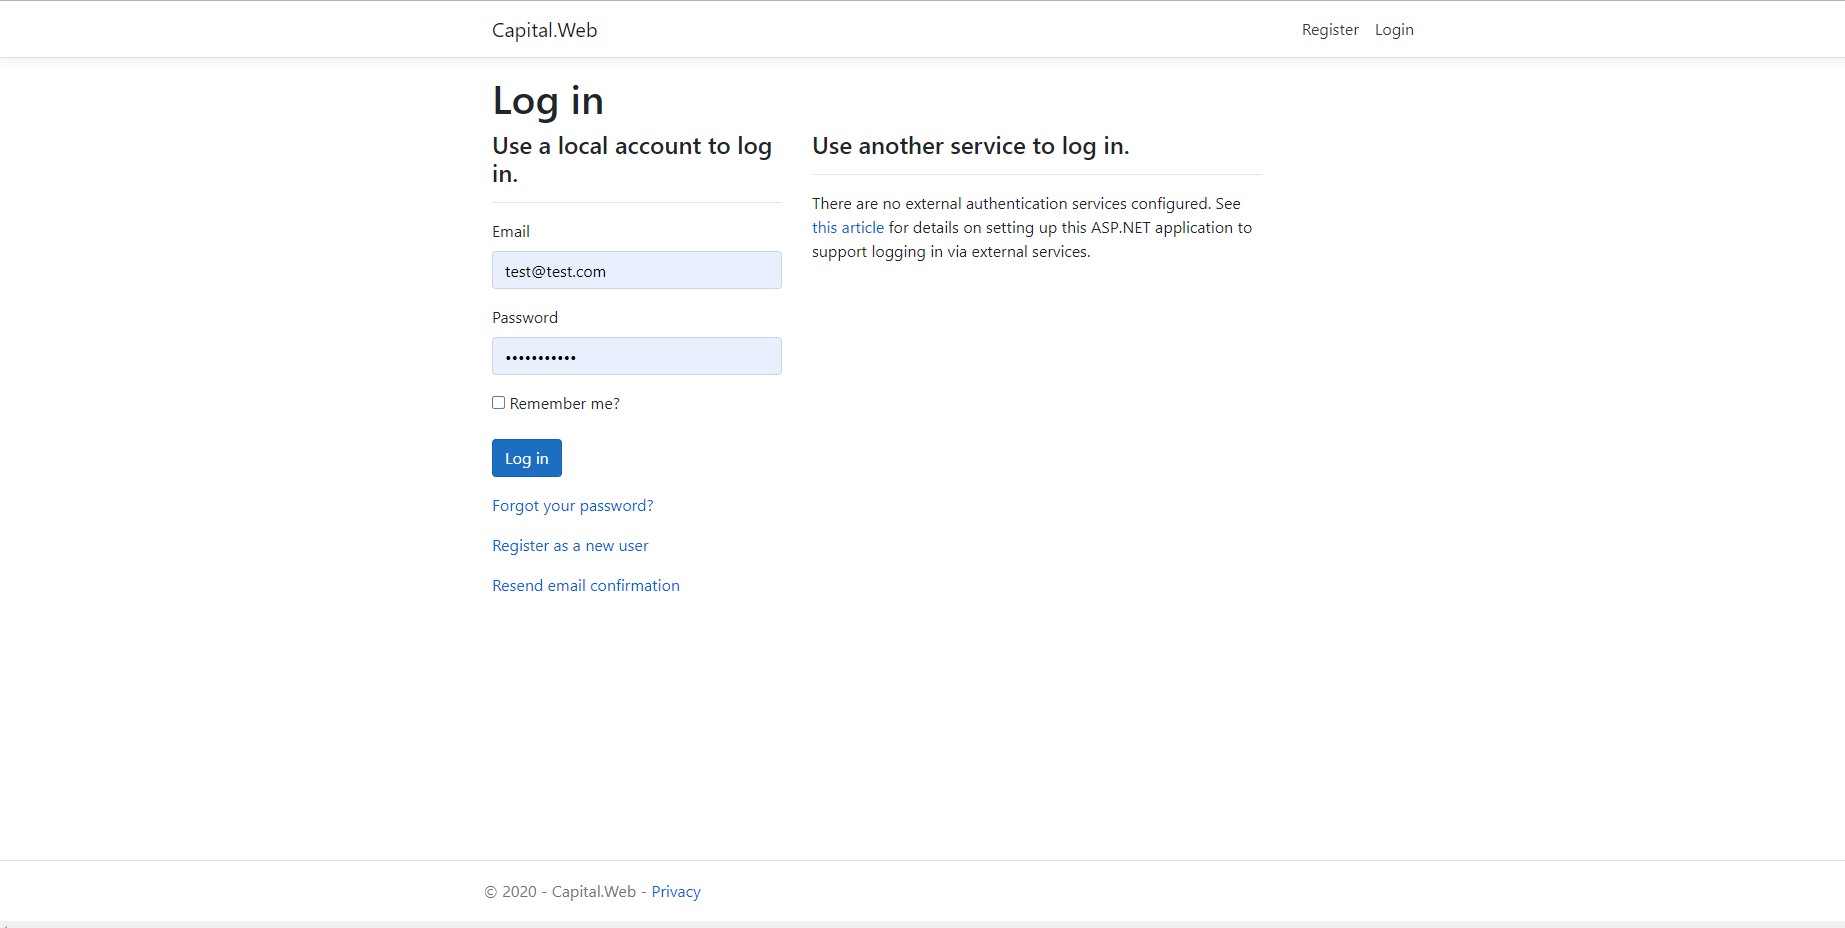 Capital.Web
Register
Login
Log in
Use a local account to log
in.
Email
test@test.com
Password
•••••••••••
Remember me?
Log in
Forgot your password?
Register as a new user
Resend email confirmation
Use another service to log in.
There are no external authentication services configured. See
this article for details on setting up this ASP.NET application to
support logging in via external services.
© 2020 - Capital.Web - Privacy